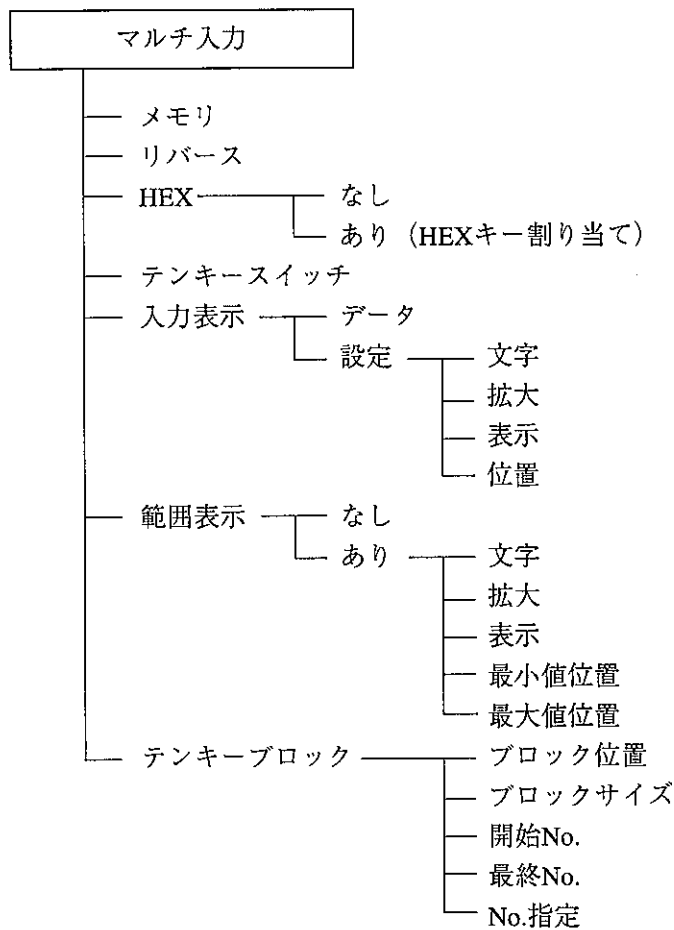 マルチ入力
メモリ
リバース
HEX なし
あり（HEXキー割り当て）
テンキースイッチ
入力表示 データ
設定 文字
拡大
表示
位置
範囲表示 なし
あり 文字
拡大
表示
最小値位置
最大値位置
テンキーブロック ブロック位置
ブロックサイズ
開始No.
最終No.
No.指定